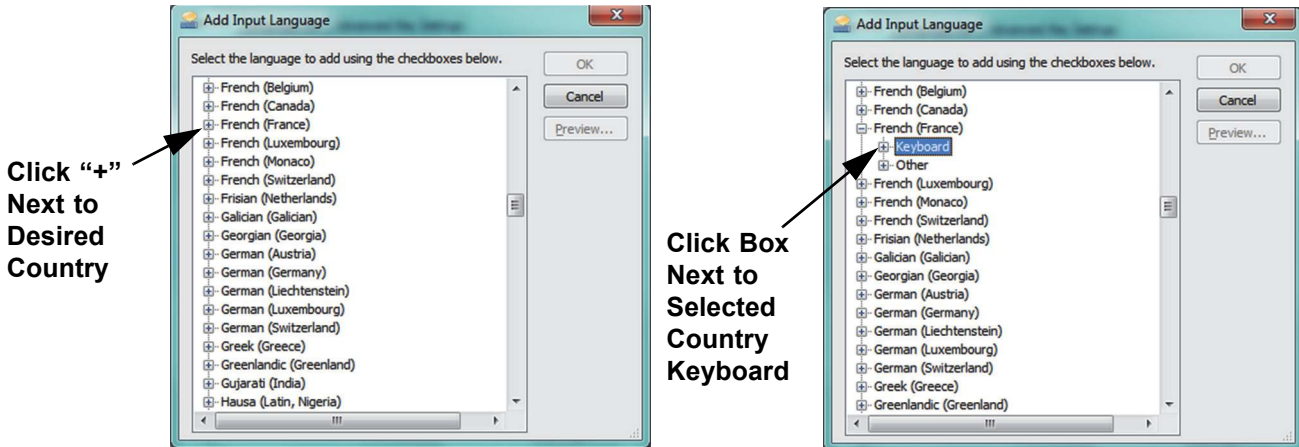 Add Input Language
Select the language to add using the checkboxes below.
French (Belgium)
French (Canada)
French (France)
French (Luxembourg)
French (Monaco)
French (Switzerland)
Frisian (Netherlands)
Galician (Galician)
Georgian (Georgia)
German (Austria)
German (Germany)
German (Liechtenstein)
German (Luxembourg)
German (Switzerland)
Greek (Greece)
Greenlandic (Greenland)
Gujarati (India)
Hausa (Latin, Nigeria)
OK
Cancel
Preview...
Click “+”
Next to
Desired
Country
Add Input Language
Select the language to add using the checkboxes below.
French (Belgium)
French (Canada)
French (France)
Keyboard
Other
French (Luxembourg)
French (Monaco)
French (Switzerland)
Frisian (Netherlands)
Galician (Galician)
Georgian (Georgia)
German (Austria)
German (Germany)
German (Liechtenstein)
German (Luxembourg)
German (Switzerland)
Greek (Greece)
Greenlandic (Greenland)
OK
Cancel
Preview...
Click Box
Next to
Selected
Country
Keyboard